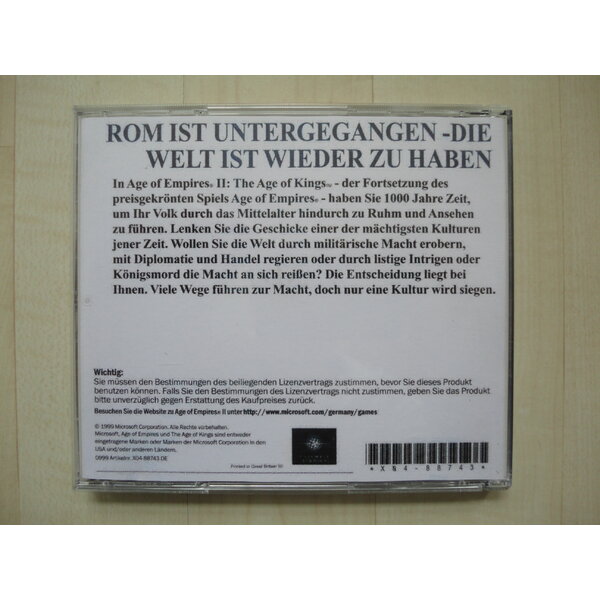 ROM IST UNTERGEGANGEN -DIE
WELT IST WIEDER ZU HABEN
In Age of Empires® II: The Age of Kings™ - der Fortsetzung des
preisgekrönten Spiels Age of Empires® - haben Sie 1000 Jahre Zeit,
um Ihr Volk durch das Mittelalter hindurch zu Ruhm und Ansehen
zu führen. Lenken Sie die Geschicke einer der mächtigsten Kulturen
jener Zeit. Wollen Sie die Welt durch militärische Macht erobern,
mit Diplomatie und Handel regieren oder durch listige Intrigen oder
Königsmord die Macht an sich reißen? Die Entscheidung liegt bei
Ihnen. Viele Wege führen zur Macht, doch nur eine Kultur wird siegen.
Wichtig:
Sie müssen den Bestimmungen des beiliegenden Lizenzvertrags zustimmen, bevor Sie dieses Produkt
benutzen können. Falls Sie den Bestimmungen des Lizenzvertrags nicht zustimmen, geben Sie das Produkt
bitte unverzüglich gegen Erstattung des Kaufpreises zurück.
Besuchen Sie die Website zu Age of Empires® II unter http://www.microsoft.com/germany/games
© 1999 Microsoft Corporation. Alle Rechte vorbehalten.
Microsoft, Age of Empires und The Age of Kings sind entweder
eingetragene Marken oder Marken der Microsoft Corporation in den
USA und/oder anderen Ländern.
0999 Artikelnr. X04-88743 DE
Printed in Great Britain
*X04-88743*